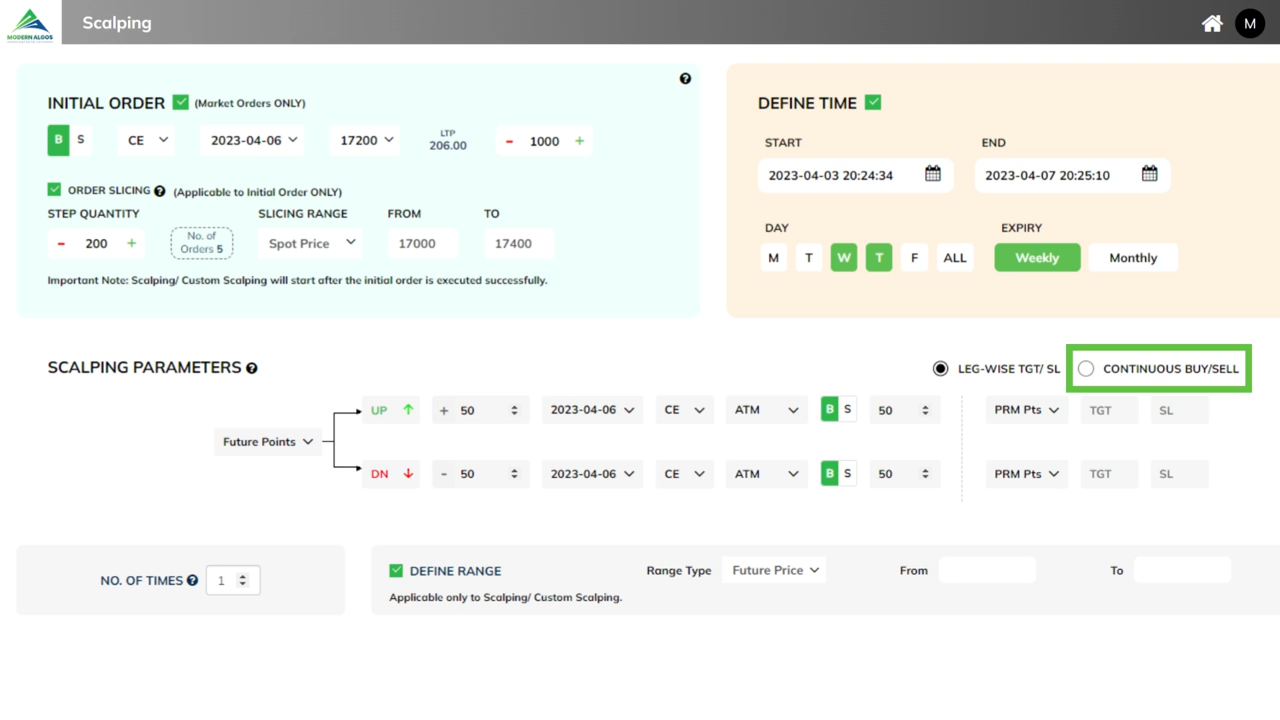 MODERN ALGOS
Scalping
M
INITIAL ORDER (Market Orders ONLY)
B S CE 2023-04-06 17200 LTP 206.00 - 1000 +
ORDER SLICING (Applicable to Initial Order ONLY)
STEP QUANTITY SLICING RANGE FROM TO
- 200 + No. of Orders 5 Spot Price 17000 17400
Important Note: Scalping/ Custom Scalping will start after the initial order is executed successfully.
DEFINE TIME
START END
2023-04-03 20:24:34 2023-04-07 20:25:10
DAY EXPIRY
M T W T F ALL Weekly Monthly
SCALPING PARAMETERS LEG-WISE TGT/ SL CONTINUOUS BUY/SELL
UP + 50 2023-04-06 CE ATM B S 50 PRM Pts TGT SL
Future Points
DN - 50 2023-04-06 CE ATM B S 50 PRM Pts TGT SL
NO. OF TIMES 1
DEFINE RANGE Range Type Future Price From To
Applicable only to Scalping/ Custom Scalping.